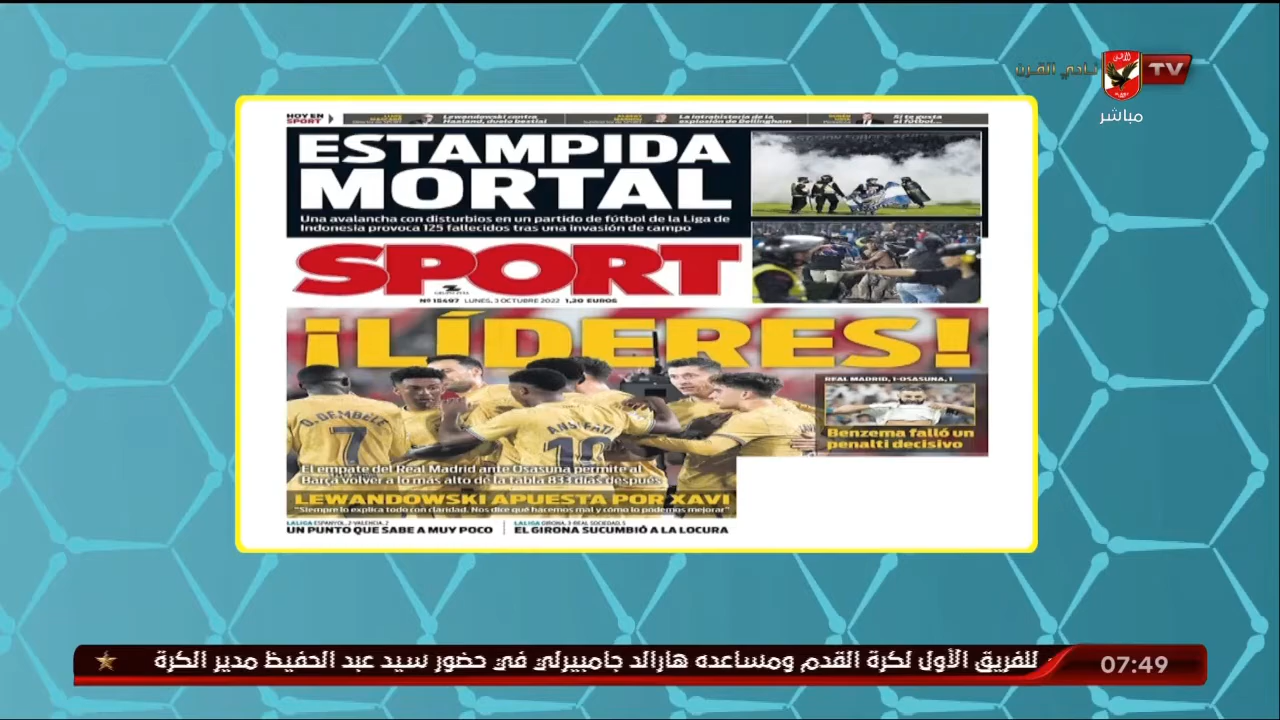 نادي القرن
TV
مباشر
HOY EN
SPORT
Lewandowski contra
Haaland, duelo bestial
La intrahistoria de la
explosión de Bellingham
Si te gusta
el fútbol...
ESTAMPIDA
MORTAL
Una avalancha con disturbios en un partido de fútbol de la Liga de
Indonesia provoca 125 fallecidos tras una invasión de campo
SPORT
Nº 15497 LUNES, 3 OCTUBRE 2022 1,30 EUROS
¡LÍDERES!
O. DEMBÉLÉ
7
ANSU FATI
10
REAL MADRID, 1-OSASUNA, 1
Benzema falló un
penalti decisivo
El empate del Real Madrid ante Osasuna permite al
Barça volver a lo más alto de la tabla 833 días después
LEWANDOWSKI APUESTA POR XAVI
"Siempre lo explica todo con claridad. Nos dice qué hacemos mal y cómo lo podemos mejorar"
LALIGA ESPANYOL, 2-VALENCIA, 2
UN PUNTO QUE SABE A MUY POCO
LALIGA GIRONA, 3-REAL SOCIEDAD, 5
EL GIRONA SUCUMBIÓ A LA LOCURA
للفريق الأول لكرة القدم ومساعده هارالد جامبيرلي في حضور سيد عبد الحفيظ مدير الكرة
07:49